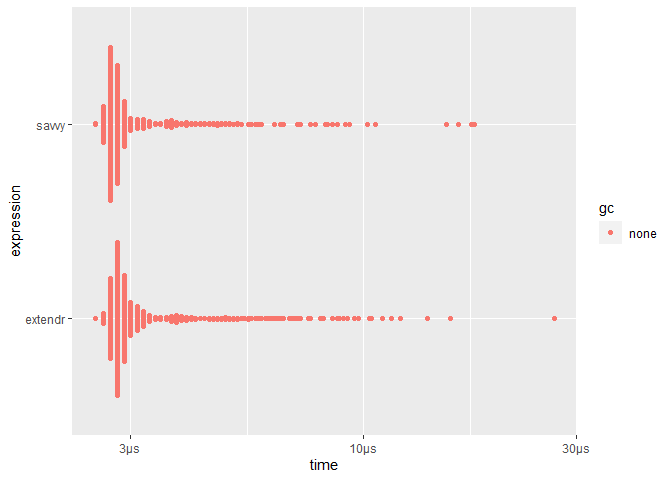 savvy
extendr
expression
3µs
10µs
30µs
time
gc
none